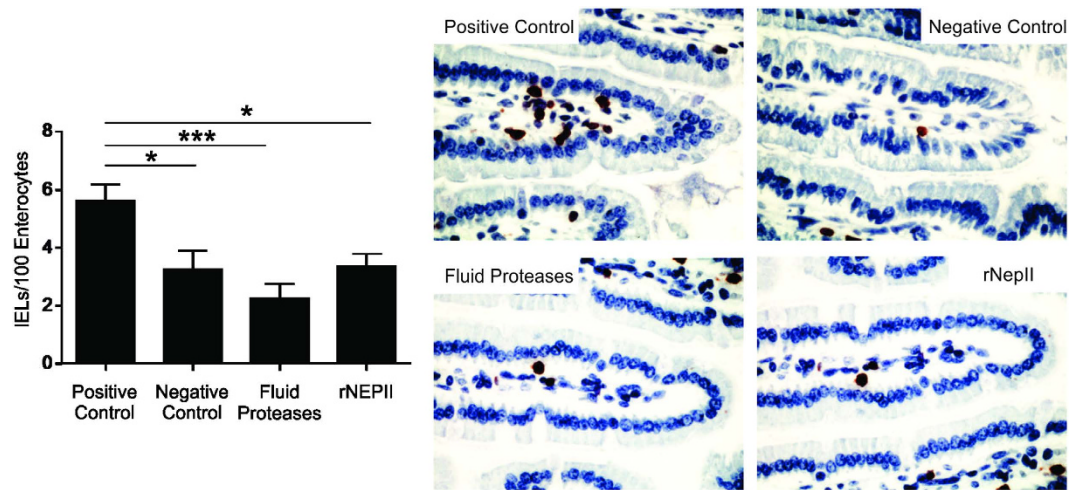 *
***
*
IELs/100 Enterocytes
8
6
4
2
0
Positive
Control
Negative
Control
Fluid
Proteases
rNEPII
Positive Control
Negative Control
Fluid Proteases
rNepII